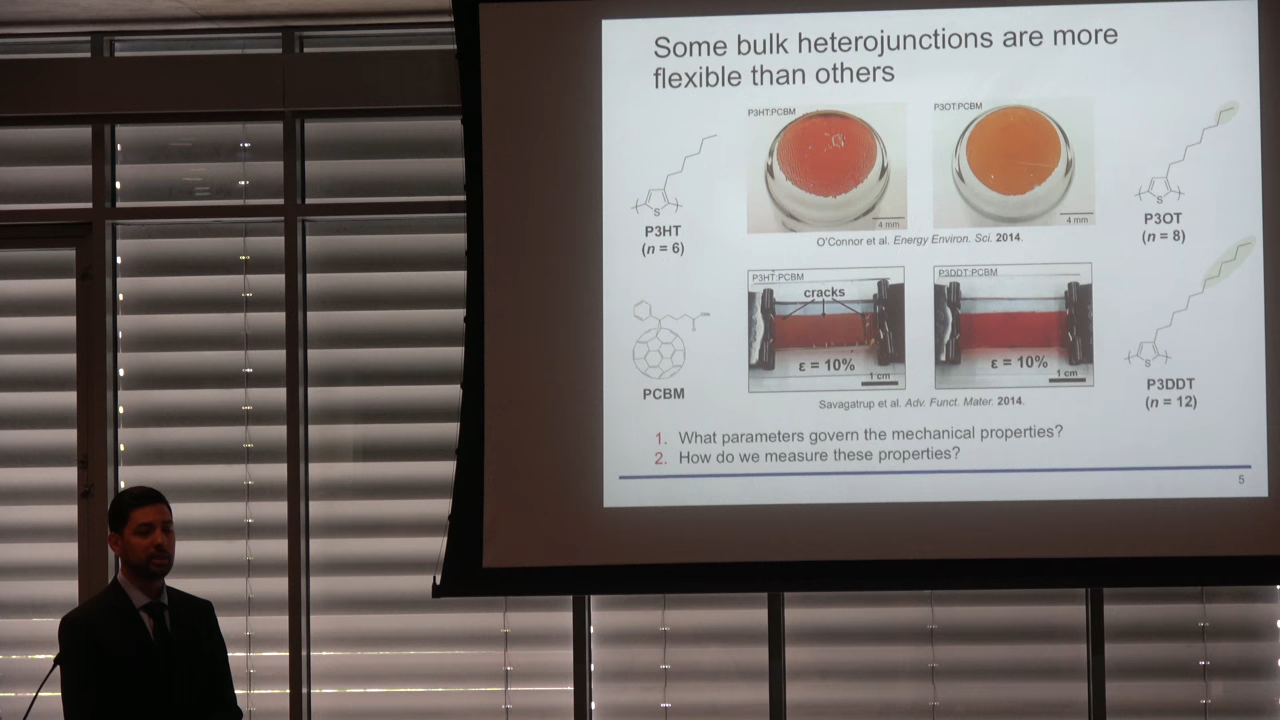 Some bulk heterojunctions are more
flexible than others
P3HT:PCBM
P3OT:PCBM
4 mm
4 mm
S
P3HT
(n = 6)
S
P3OT
(n = 8)
O'Connor et al. Energy Environ. Sci. 2014.
P3HT:PCBM
cracks
ε = 10%
1 cm
P3DDT:PCBM
ε = 10%
1 cm
PCBM
S
P3DDT
(n = 12)
Savagatrup et al. Adv. Funct. Mater. 2014.
1. What parameters govern the mechanical properties?
2. How do we measure these properties?
5